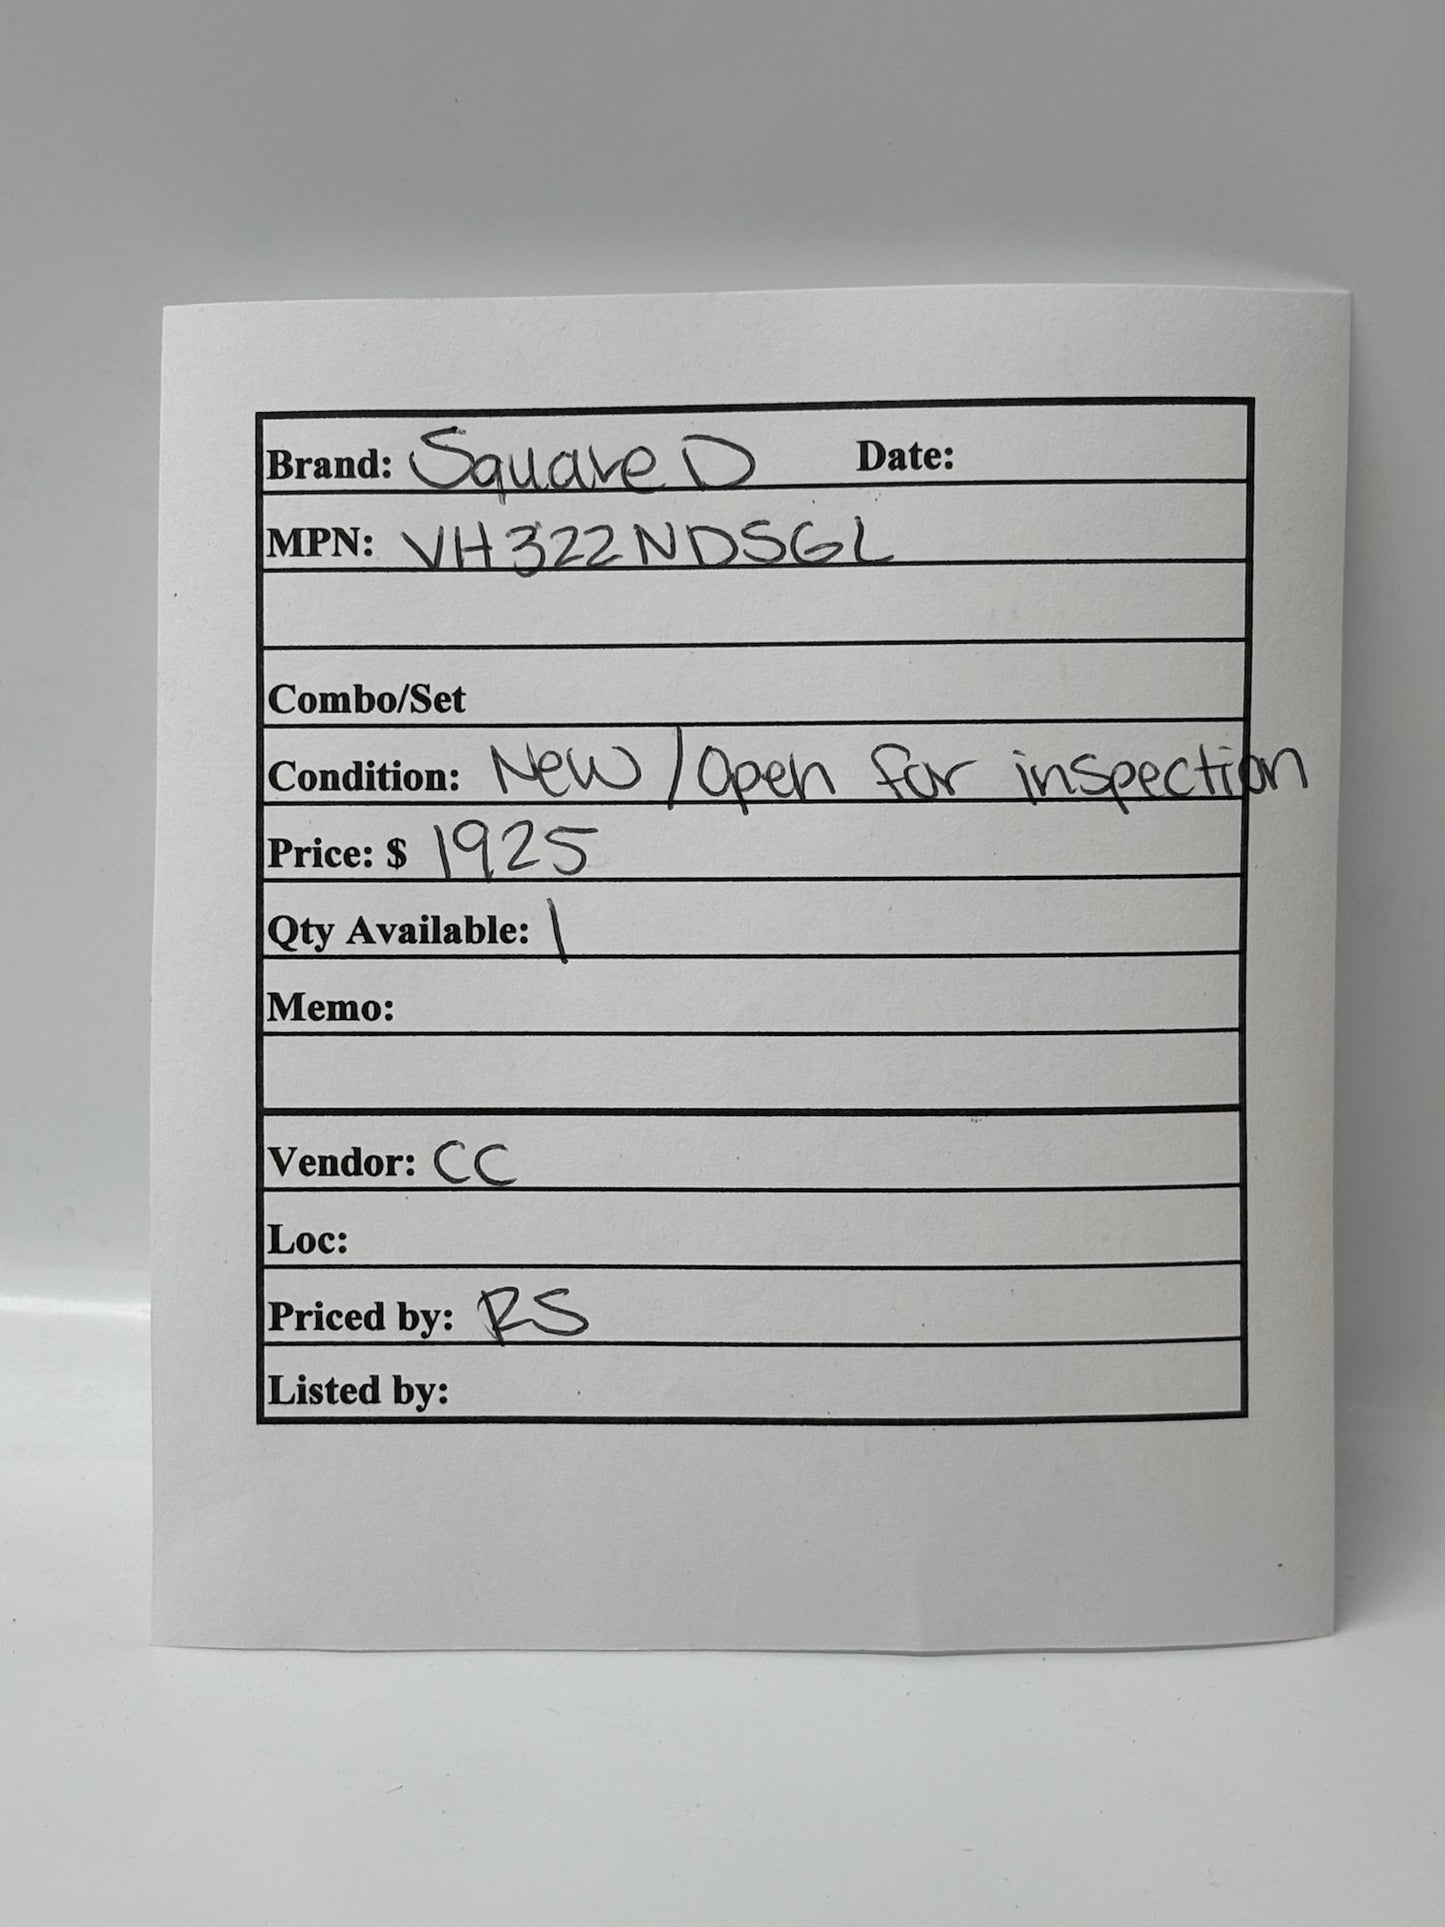 Brand: Square D Date:
MPN: VH322NDSGL
Combo/Set
Condition: New/Open for inspection
Price: $ 1925
Qty Available: 1
Memo:
Vendor: CC
Loc:
Priced by: RS
Listed by: